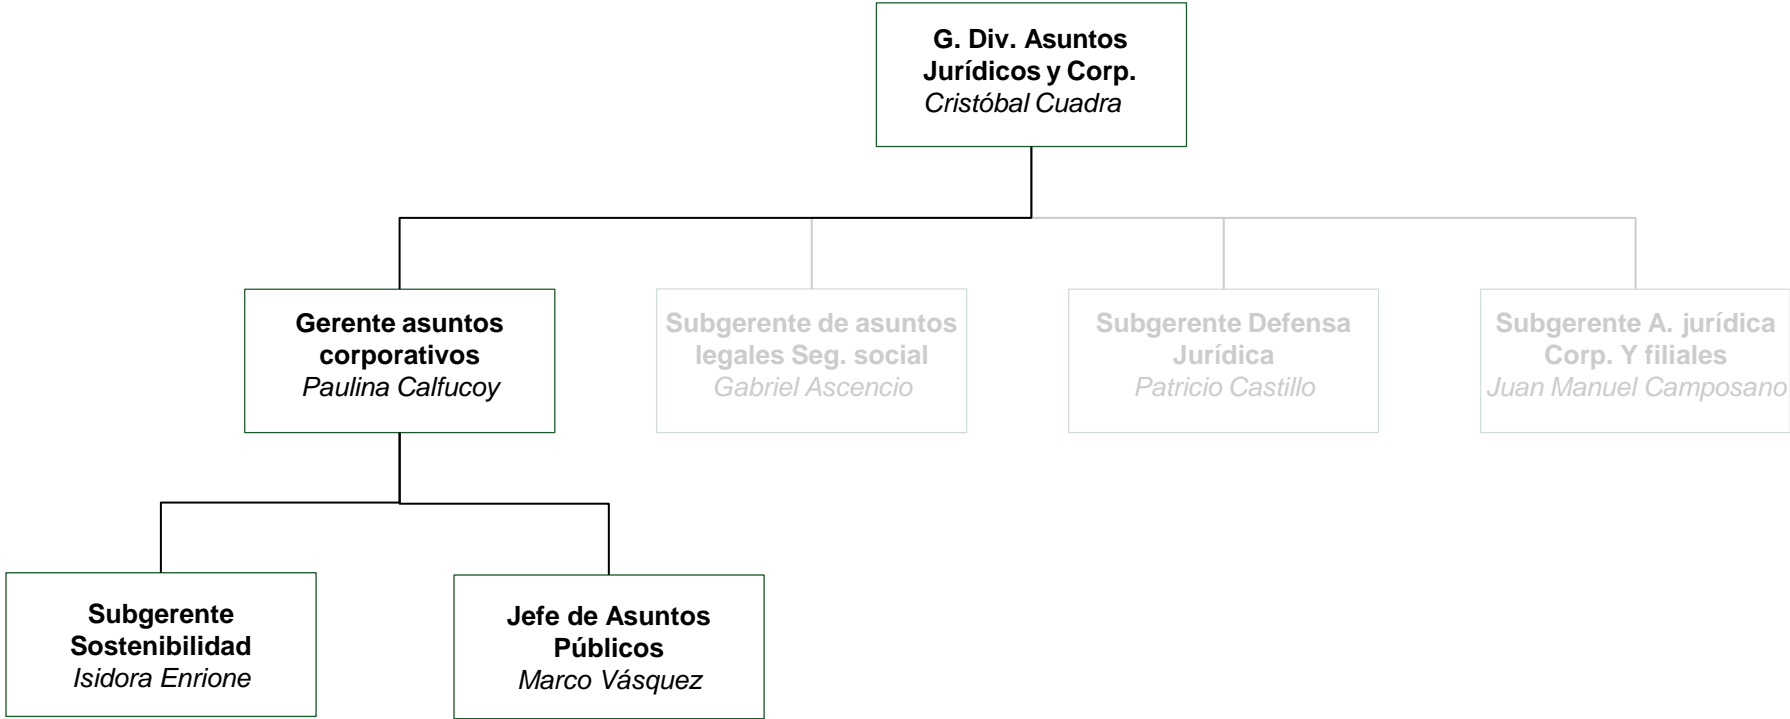 G. Div. Asuntos
Jurídicos y Corp.
Cristóbal Cuadra
Gerente asuntos
corporativos
Paulina Calfucoy
Subgerente de asuntos
legales Seg. social
Gabriel Ascencio
Subgerente Defensa
Jurídica
Patricio Castillo
Subgerente A. jurídica
Corp. Y filiales
Juan Manuel Camposano
Subgerente
Sostenibilidad
Isidora Enrione
Jefe de Asuntos
Públicos
Marco Vásquez